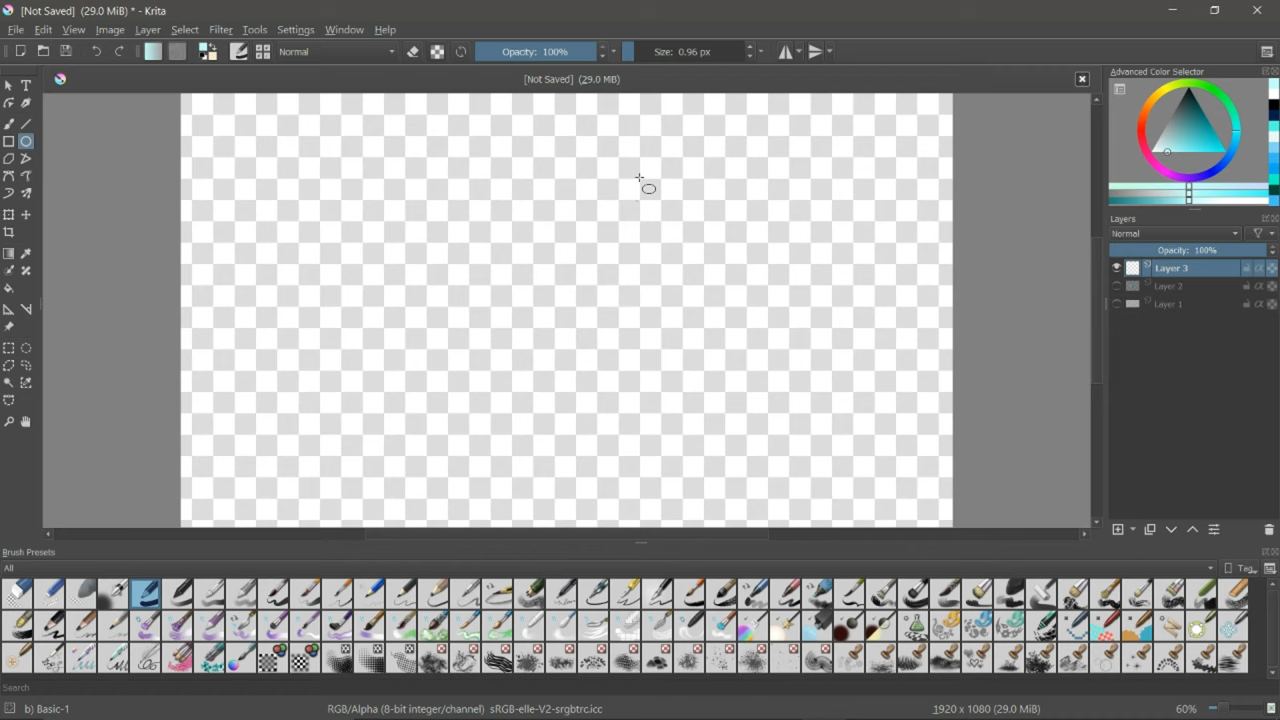 [Not Saved] (29.0 MiB) * - Krita
File Edit View Image Layer Select Filter Tools Settings Window Help
Normal Opacity: 100% Size: 0.96 px
[Not Saved] (29.0 MiB)
Advanced Color Selector
Layers
Normal
Opacity: 100%
Layer 3
Layer 2
Layer 1
Brush Presets
All Tag
Search
b) Basic-1 RGB/Alpha (8-bit integer/channel) sRGB-elle-V2-srgbtrc.icc 1920 x 1080 (29.0 MiB) 60%